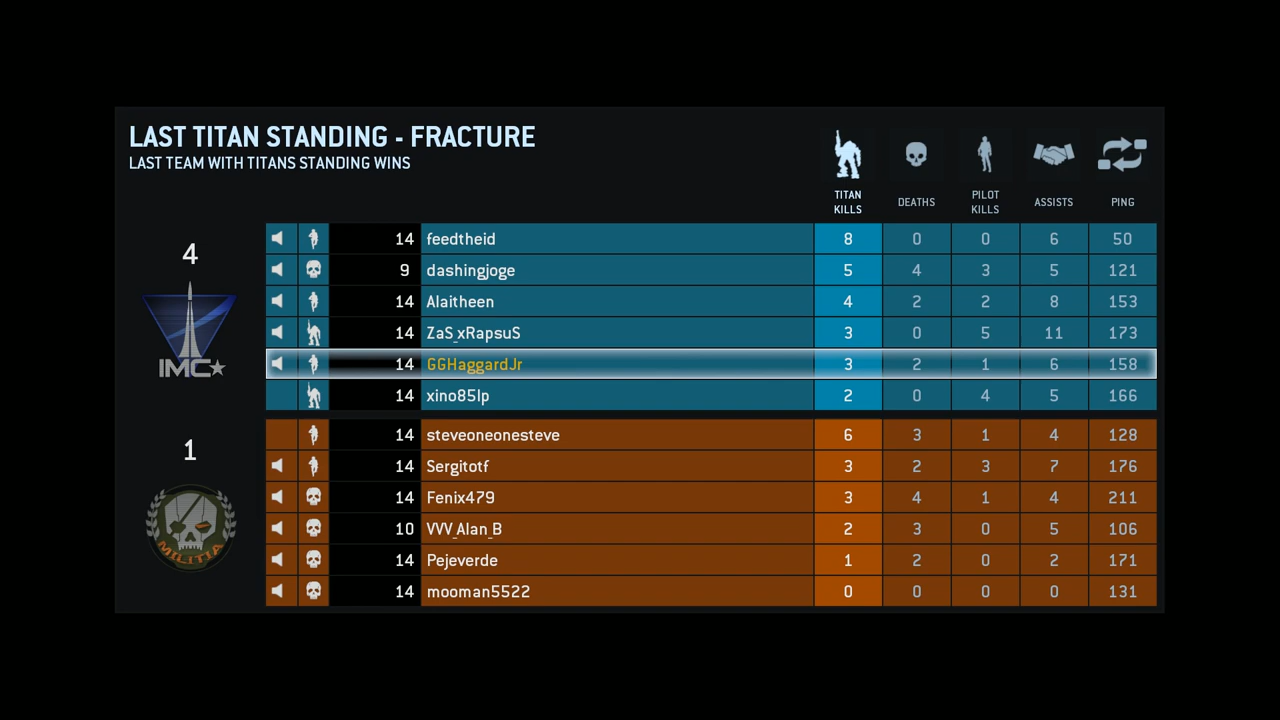 LAST TITAN STANDING - FRACTURE
LAST TEAM WITH TITANS STANDING WINS
TITAN KILLS DEATHS PILOT KILLS ASSISTS PING
4
IMC
14 feedtheid 8 0 0 6 50
9 dashingjoge 5 4 3 5 121
14 Alaitheen 4 2 2 8 153
14 ZaS_xRapsuS 3 0 5 11 173
14 GGHaggardJr 3 2 1 6 158
14 xino85lp 2 0 4 5 166
1
MILITIA
14 steveoneonesteve 6 3 1 4 128
14 Sergitotf 3 2 3 7 176
14 Fenix479 3 4 1 4 211
10 VVV_Alan_B 2 3 0 5 106
14 Pejeverde 1 2 0 2 171
14 mooman5522 0 0 0 0 131